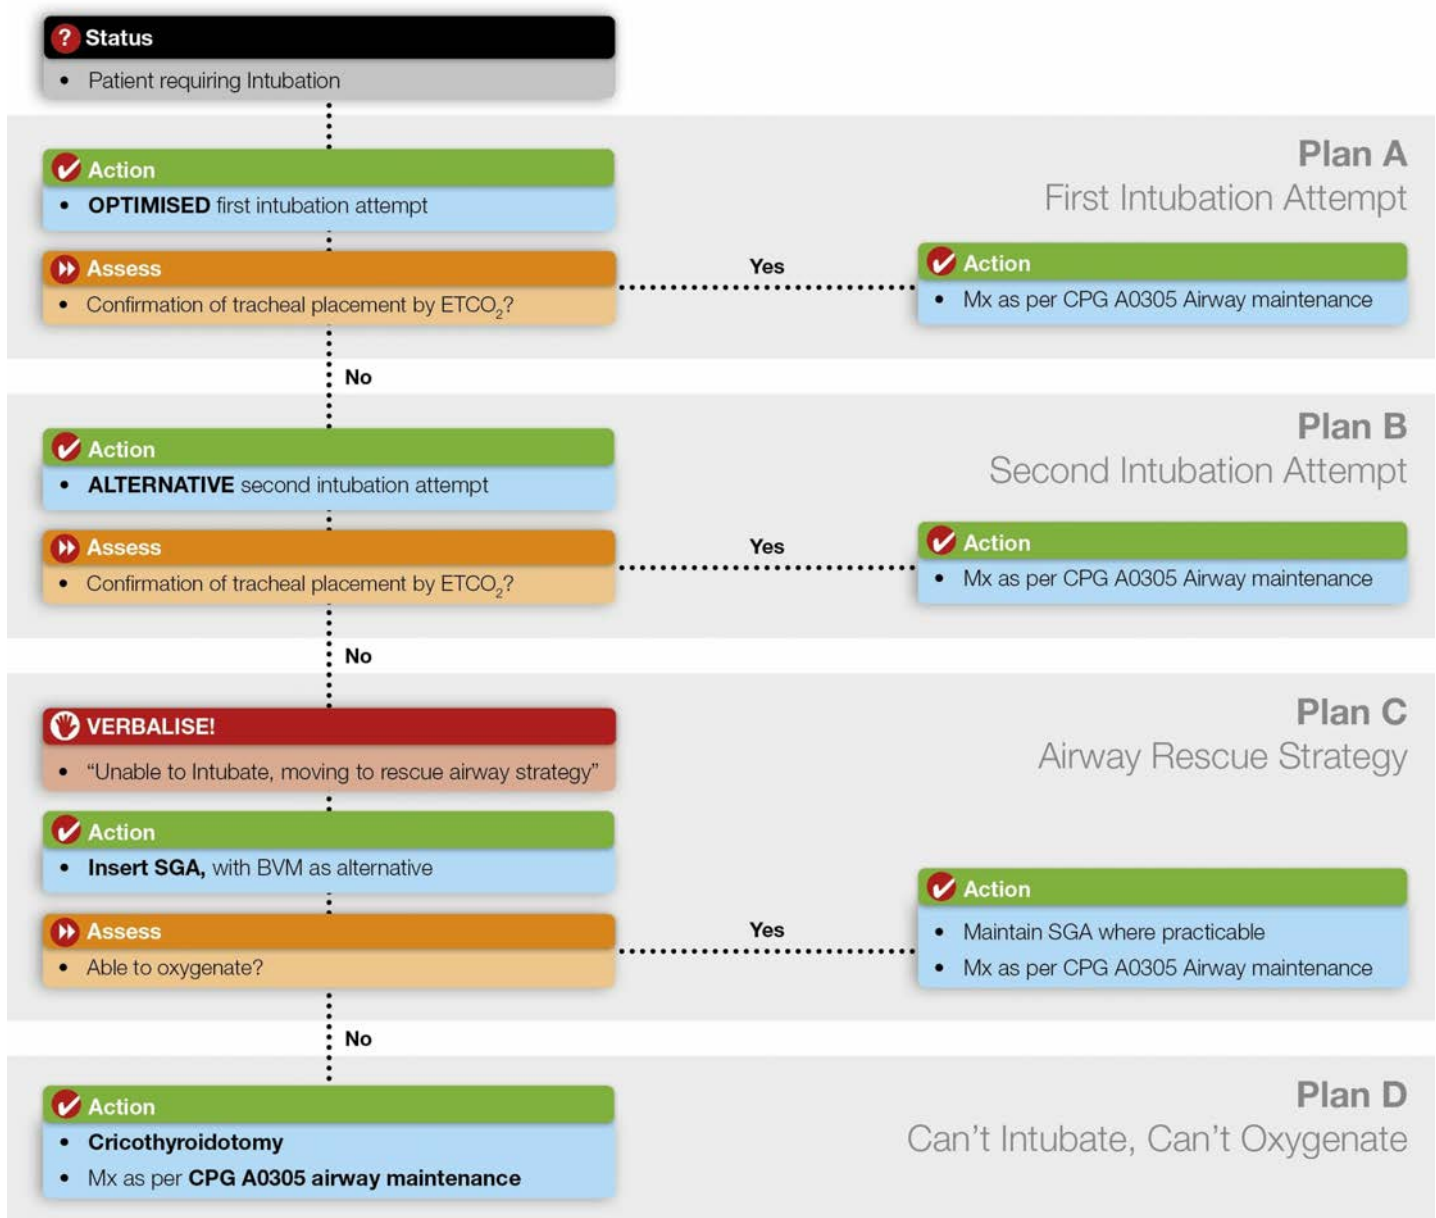 ? Status
• Patient requiring Intubation
Plan A
First Intubation Attempt
Action
• OPTIMISED first intubation attempt
Assess
• Confirmation of tracheal placement by ETCO₂?
Yes
Action
• Mx as per CPG A0305 Airway maintenance
No
Plan B
Second Intubation Attempt
Action
• ALTERNATIVE second intubation attempt
Assess
• Confirmation of tracheal placement by ETCO₂?
Yes
Action
• Mx as per CPG A0305 Airway maintenance
No
Plan C
Airway Rescue Strategy
VERBALISE!
• “Unable to Intubate, moving to rescue airway strategy”
Action
• Insert SGA, with BVM as alternative
Assess
• Able to oxygenate?
Yes
Action
• Maintain SGA where practicable
• Mx as per CPG A0305 Airway maintenance
No
Plan D
Can’t Intubate, Can’t Oxygenate
Action
• Cricothyroidotomy
• Mx as per CPG A0305 airway maintenance